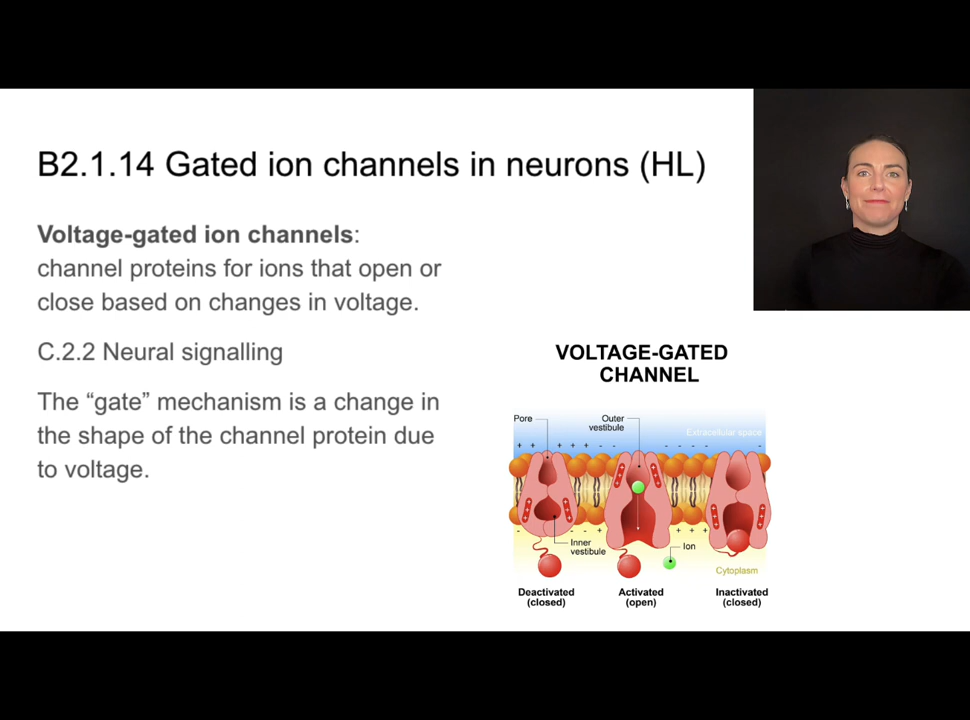 B2.1.14 Gated ion channels in neurons (HL)
Voltage-gated ion channels:
channel proteins for ions that open or
close based on changes in voltage.
C.2.2 Neural signalling
The “gate” mechanism is a change in
the shape of the channel protein due
to voltage.
VOLTAGE-GATED
CHANNEL
Pore
Outer
vestibule
Extracellular space
Inner
vestibule
Ion
Cytoplasm
Deactivated
(closed)
Activated
(open)
Inactivated
(closed)